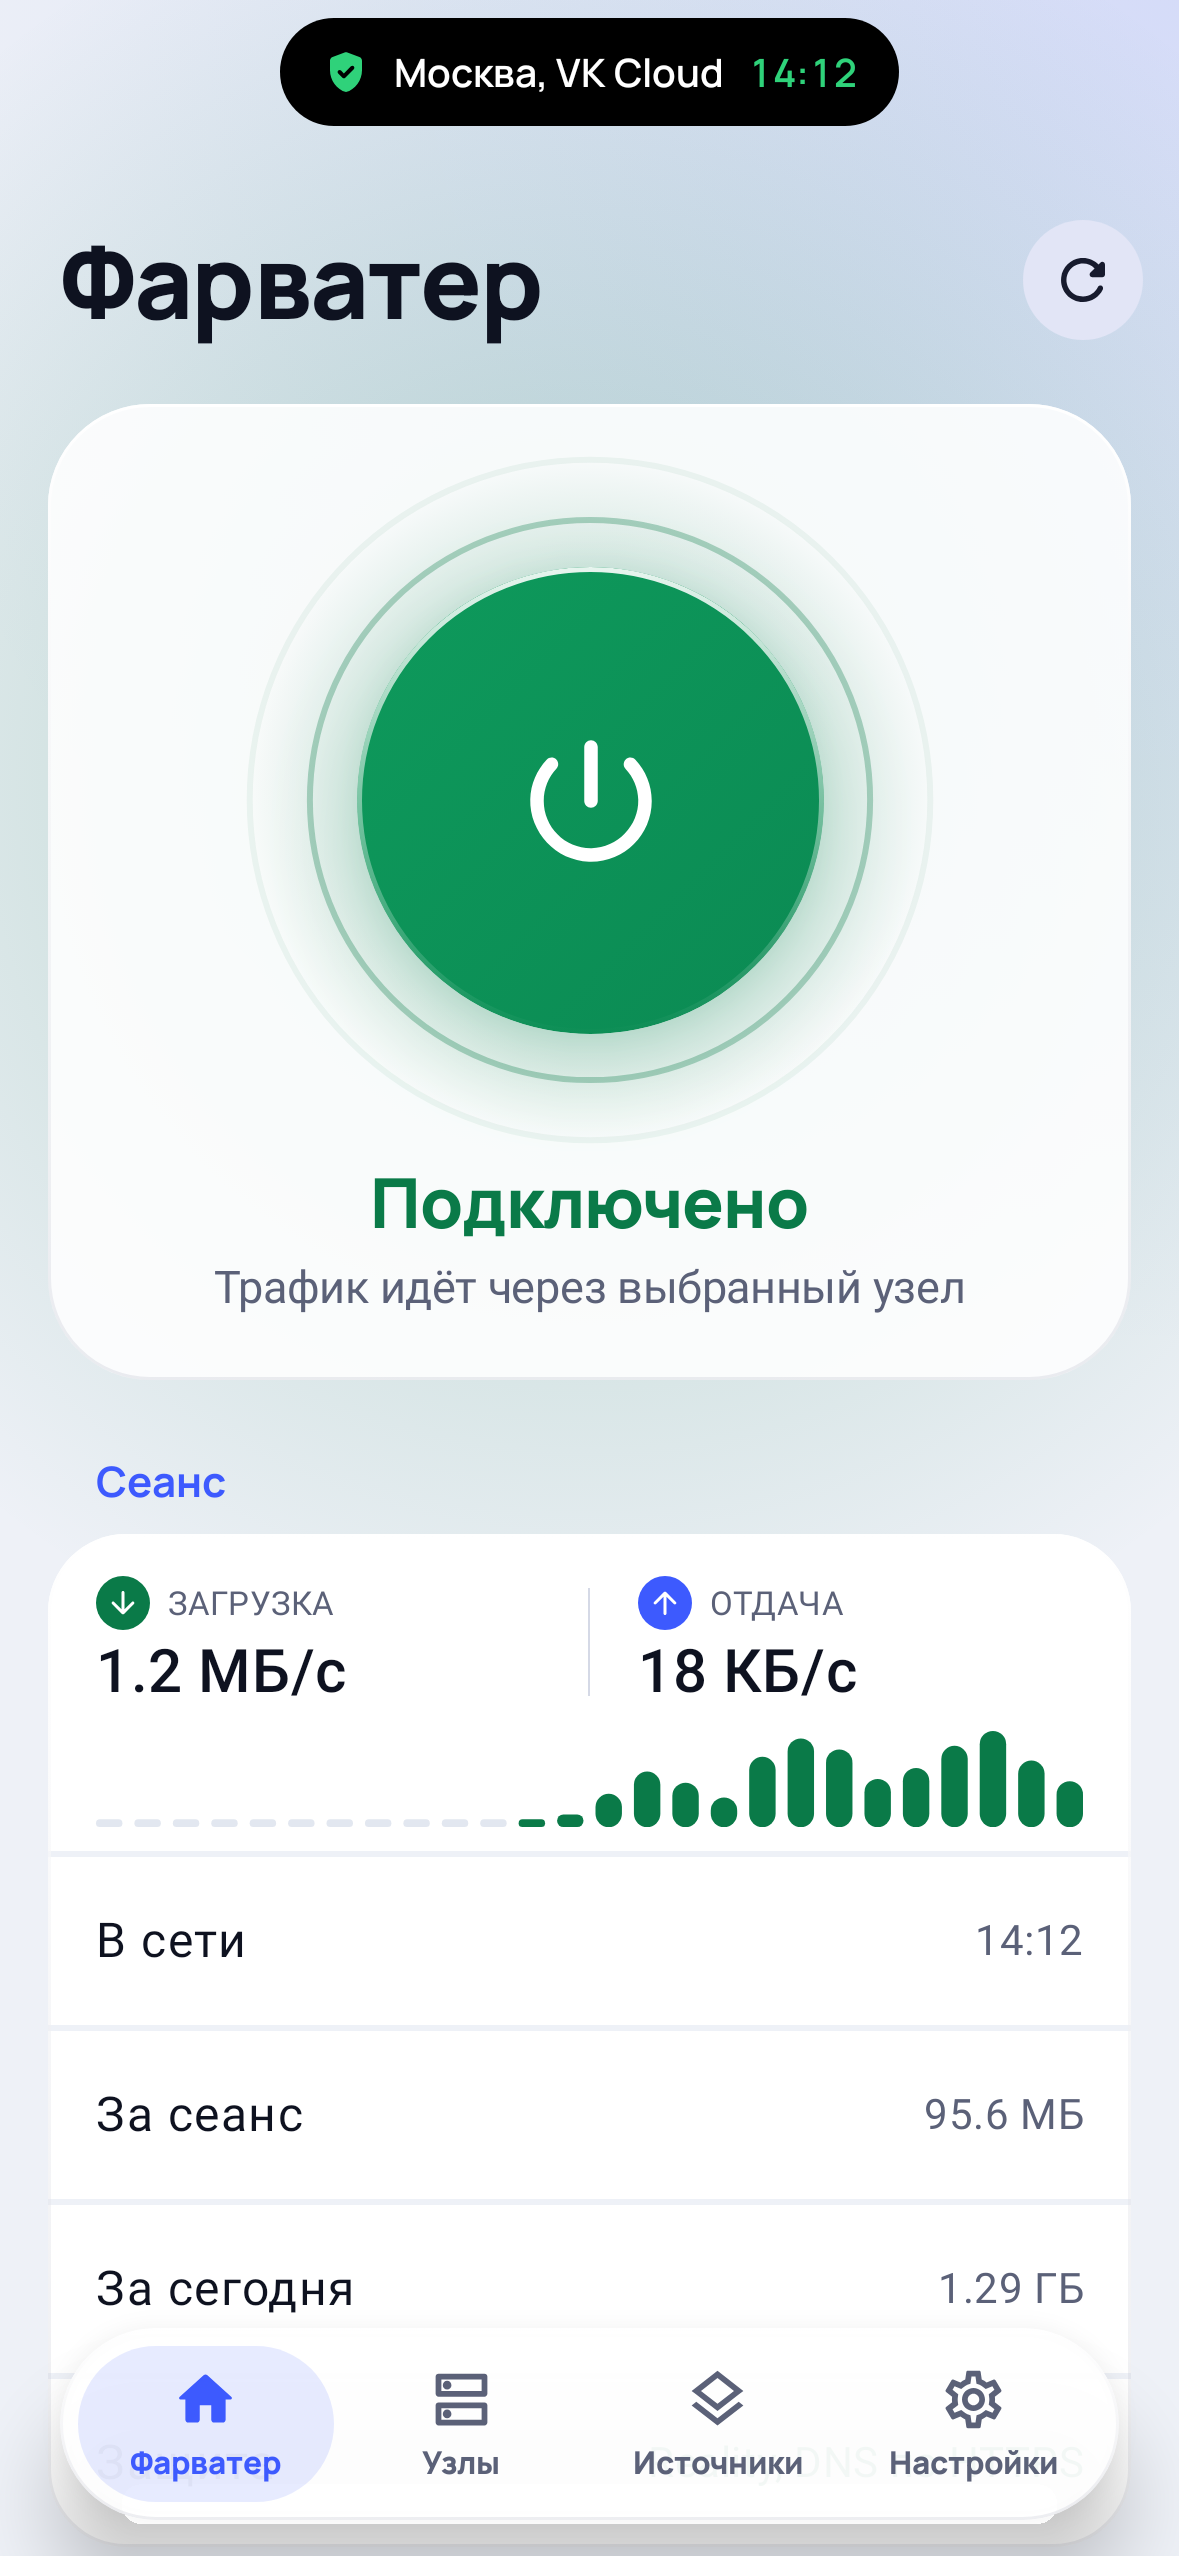 Москва, VK Cloud 14:12
Фарватер
Подключено
Трафик идёт через выбранный узел
Сеанс
ЗАГРУЗКА
1.2 МБ/с
ОТДАЧА
18 КБ/с
В сети 14:12
За сеанс 95.6 МБ
За сегодня 1.29 ГБ
Фарватер Узлы Источники Настройки